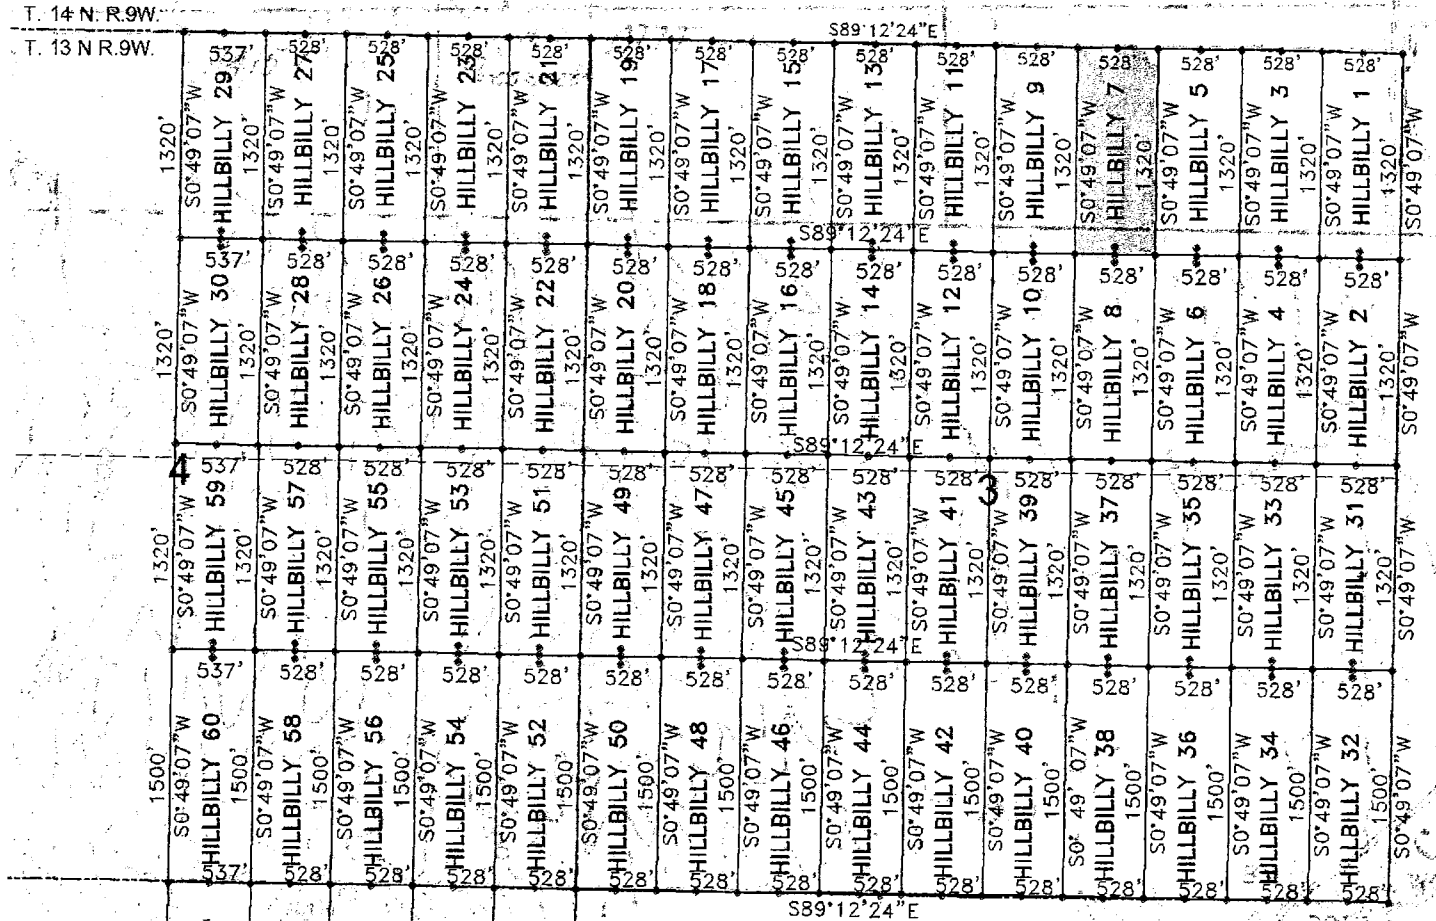 T. 14 N. R.9W.
T. 13 N R.9W.
S89°12'24"E
537' 528' 528' 528' 528' 528' 528' 528' 528' 528' 528' 528' 528' 528' 528'
1320'
S0°49'07"W HILLBILLY 29 1320'
S0°49'07"W HILLBILLY 27 1320'
S0°49'07"W HILLBILLY 25 1320'
S0°49'07"W HILLBILLY 23 1320'
S0°49'07"W HILLBILLY 21 1320'
S0°49'07"W HILLBILLY 19 1320'
S0°49'07"W HILLBILLY 17 1320'
S0°49'07"W HILLBILLY 15 1320'
S0°49'07"W HILLBILLY 13 1320'
S0°49'07"W HILLBILLY 11 1320'
S0°49'07"W HILLBILLY 9 1320'
S0°49'07"W HILLBILLY 7 1320'
S0°49'07"W HILLBILLY 5 1320'
S0°49'07"W HILLBILLY 3 1320'
S0°49'07"W HILLBILLY 1 1320'
S0°49'07"W
S89°12'24"E
537' 528' 528' 528' 528' 528' 528' 528' 528' 528' 528' 528' 528' 528' 528'
1320'
S0°49'07"W HILLBILLY 30 1320'
S0°49'07"W HILLBILLY 28 1320'
S0°49'07"W HILLBILLY 26 1320'
S0°49'07"W HILLBILLY 24 1320'
S0°49'07"W HILLBILLY 22 1320'
S0°49'07"W HILLBILLY 20 1320'
S0°49'07"W HILLBILLY 18 1320'
S0°49'07"W HILLBILLY 16 1320'
S0°49'07"W HILLBILLY 14 1320'
S0°49'07"W HILLBILLY 12 1320'
S0°49'07"W HILLBILLY 10 1320'
S0°49'07"W HILLBILLY 8 1320'
S0°49'07"W HILLBILLY 6 1320'
S0°49'07"W HILLBILLY 4 1320'
S0°49'07"W HILLBILLY 2 1320'
S0°49'07"W
S89°12'24"E
4 3
537' 528' 528' 528' 528' 528' 528' 528' 528' 528' 528' 528' 528' 528' 528'
1320'
S0°49'07"W HILLBILLY 59 1320'
S0°49'07"W HILLBILLY 57 1320'
S0°49'07"W HILLBILLY 55 1320'
S0°49'07"W HILLBILLY 53 1320'
S0°49'07"W HILLBILLY 51 1320'
S0°49'07"W HILLBILLY 49 1320'
S0°49'07"W HILLBILLY 47 1320'
S0°49'07"W HILLBILLY 45 1320'
S0°49'07"W HILLBILLY 43 1320'
S0°49'07"W HILLBILLY 41 1320'
S0°49'07"W HILLBILLY 39 1320'
S0°49'07"W HILLBILLY 37 1320'
S0°49'07"W HILLBILLY 35 1320'
S0°49'07"W HILLBILLY 33 1320'
S0°49'07"W HILLBILLY 31 1320'
S0°49'07"W
S89°12'24"E
537' 528' 528' 528' 528' 528' 528' 528' 528' 528' 528' 528' 528' 528' 528'
1500'
S0°49'07"W HILLBILLY 60 1500'
S0°49'07"W HILLBILLY 58 1500'
S0°49'07"W HILLBILLY 56 1500'
S0°49'07"W HILLBILLY 54 1500'
S0°49'07"W HILLBILLY 52 1500'
S0°49'07"W HILLBILLY 50 1500'
S0°49'07"W HILLBILLY 48 1500'
S0°49'07"W HILLBILLY 46 1500'
S0°49'07"W HILLBILLY 44 1500'
S0°49'07"W HILLBILLY 42 1500'
S0°49'07"W HILLBILLY 40 1500'
S0° 49' 07"W HILLBILLY 38 1500'
S0°49'07"W HILLBILLY 36 1500'
S0°49'07"W HILLBILLY 34 1500'
S0°49'07"W HILLBILLY 32 1500'
S0°49'07"W
537' 528' 528' 528' 528' 528' 528' 528' 528' 528' 528' 528' 528' 528' 528'
S89°12'24"E